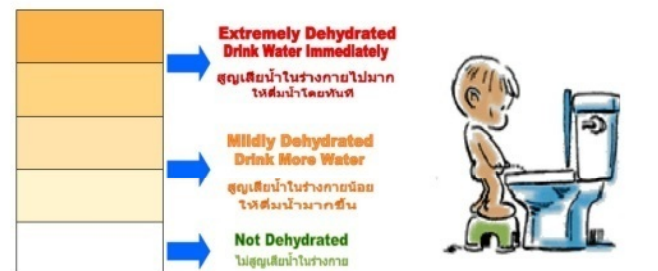 Extremely Dehydrated
Drink Water Immediately
สูญเสียน้ำในร่างกายไปมาก
ให้ดื่มน้ำโดยทันที
Mildly Dehydrated
Drink More Water
สูญเสียน้ำในร่างกายน้อย
ให้ดื่มน้ำมากขึ้น
Not Dehydrated
ไม่สูญเสียน้ำในร่างกาย